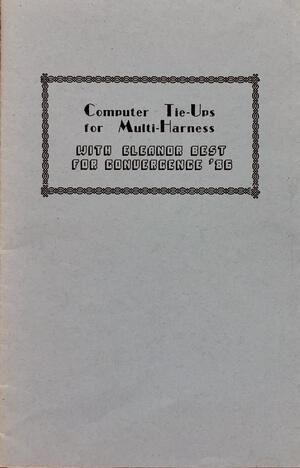 Computer Tie-Ups
for Multi-Harness
WITH ELEANOR BEST
FOR CONVERGENCE '86